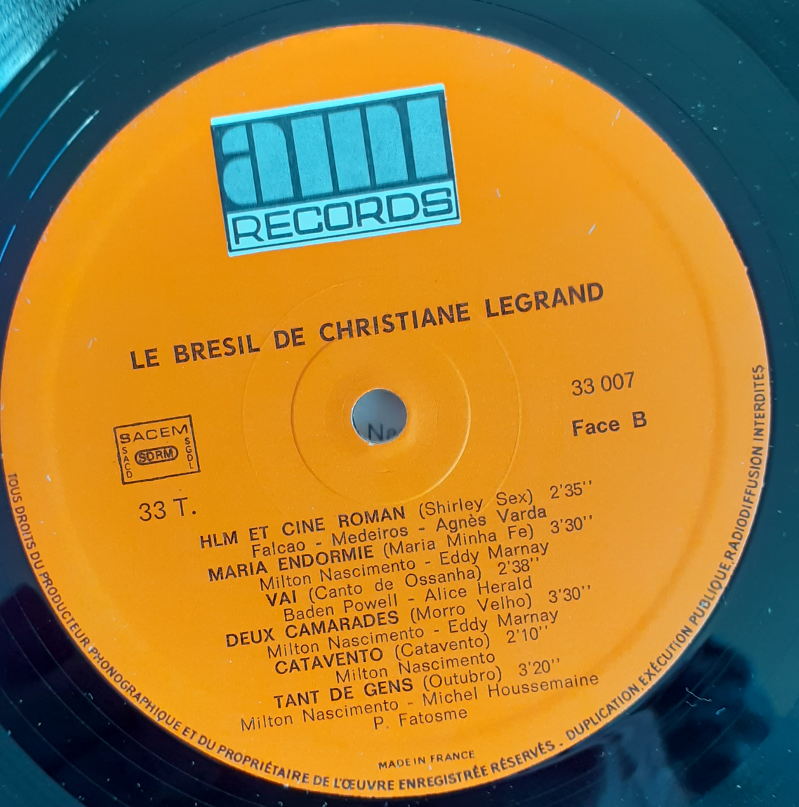 ami
RECORDS
LE BRESIL DE CHRISTIANE LEGRAND
33 007
Face B
SACEM
SACD
SDRM
SGDL
33 T.
HLM ET CINE ROMAN (Shirley Sex) 2'35''
Falcao - Medeiros - Agnès Varda
MARIA ENDORMIE (Maria Minha Fe) 3'30''
Milton Nascimento - Eddy Marnay
VAI (Canto de Ossanha) 2'38''
Baden Powell - Alice Herald
DEUX CAMARADES (Morro Velho) 3'30''
Milton Nascimento - Eddy Marnay
CATAVENTO (Catavento) 2'10''
Milton Nascimento
TANT DE GENS (Outubro) 3'20''
Milton Nascimento - Michel Houssemaine
P. Fatosme
MADE IN FRANCE
TOUS DROITS DU PRODUCTEUR PHONOGRAPHIQUE ET DU PROPRIÉTAIRE DE L'ŒUVRE ENREGISTRÉE RÉSERVÉS. DUPLICATION EXÉCUTION PUBLIQUE, RADIODIFFUSION INTERDITES